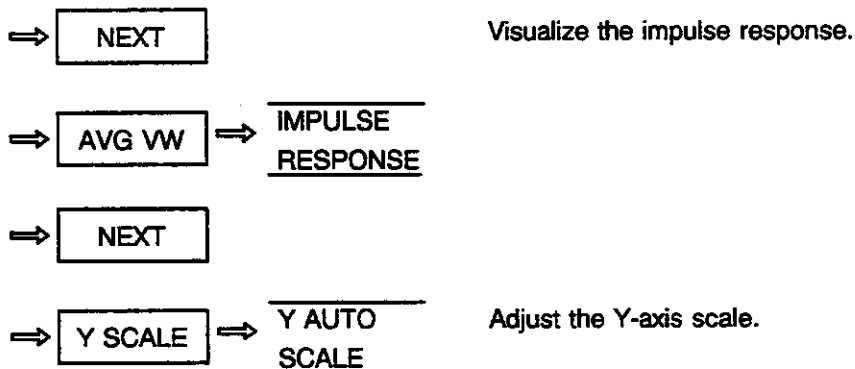 NEXT Visualize the impulse response.
AVG VW IMPULSE
RESPONSE
NEXT
Y SCALE Y AUTO Adjust the Y-axis scale.
SCALE